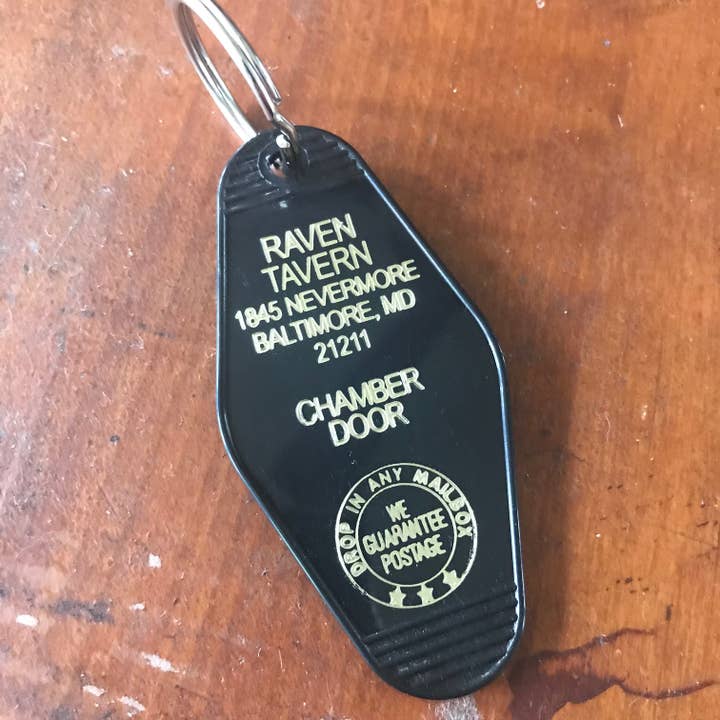 RAVEN
TAVERN
1845 NEVERMORE
BALTIMORE, MD
21211
CHAMBER
DOOR
DROP IN ANY MAILBOX
WE
GUARANTEE
POSTAGE